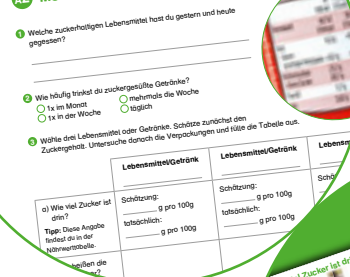 1 Welche zuckerhaltigen Lebensmittel hast du gestern und heute
gegessen?
2 Wie häufig trinkst du zuckergesüßte Getränke?
1x im Monat
mehrmals die Woche
1x in der Woche
täglich
3 Wähle drei Lebensmittel oder Getränke. Schätze zunächst den
Zuckergehalt. Untersuche danach die Verpackungen und fülle die Tabelle aus.
Lebensmittel/Getränk
Lebensmittel/Getränk
a) Wie viel Zucker ist
drin?
Tipp: Diese Angabe
findest du in der
Nährwerttabelle.
Schätzung:
g pro 100g
tatsächlich:
g pro 100g
Schätzung:
g pro 100g
tatsächlich:
g pro 100g
die
Zucker ist